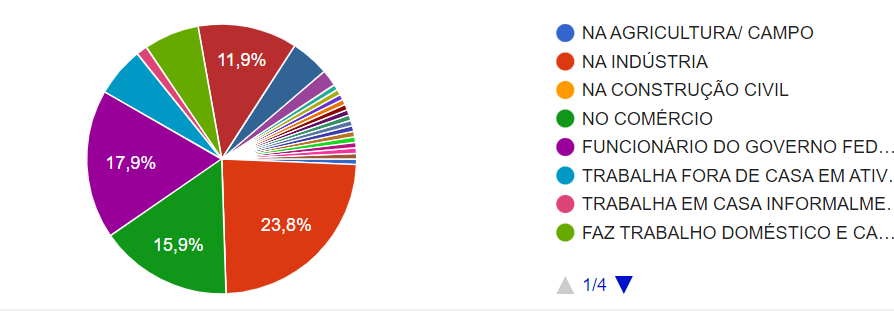 11,9%
17,9%
15,9%
23,8%
NA AGRICULTURA/ CAMPO
NA INDÚSTRIA
NA CONSTRUÇÃO CIVIL
NO COMÉRCIO
FUNCIONÁRIO DO GOVERNO FED...
TRABALHA FORA DE CASA EM ATIV...
TRABALHA EM CASA INFORMALME...
FAZ TRABALHO DOMÉSTICO E CA...
1/4